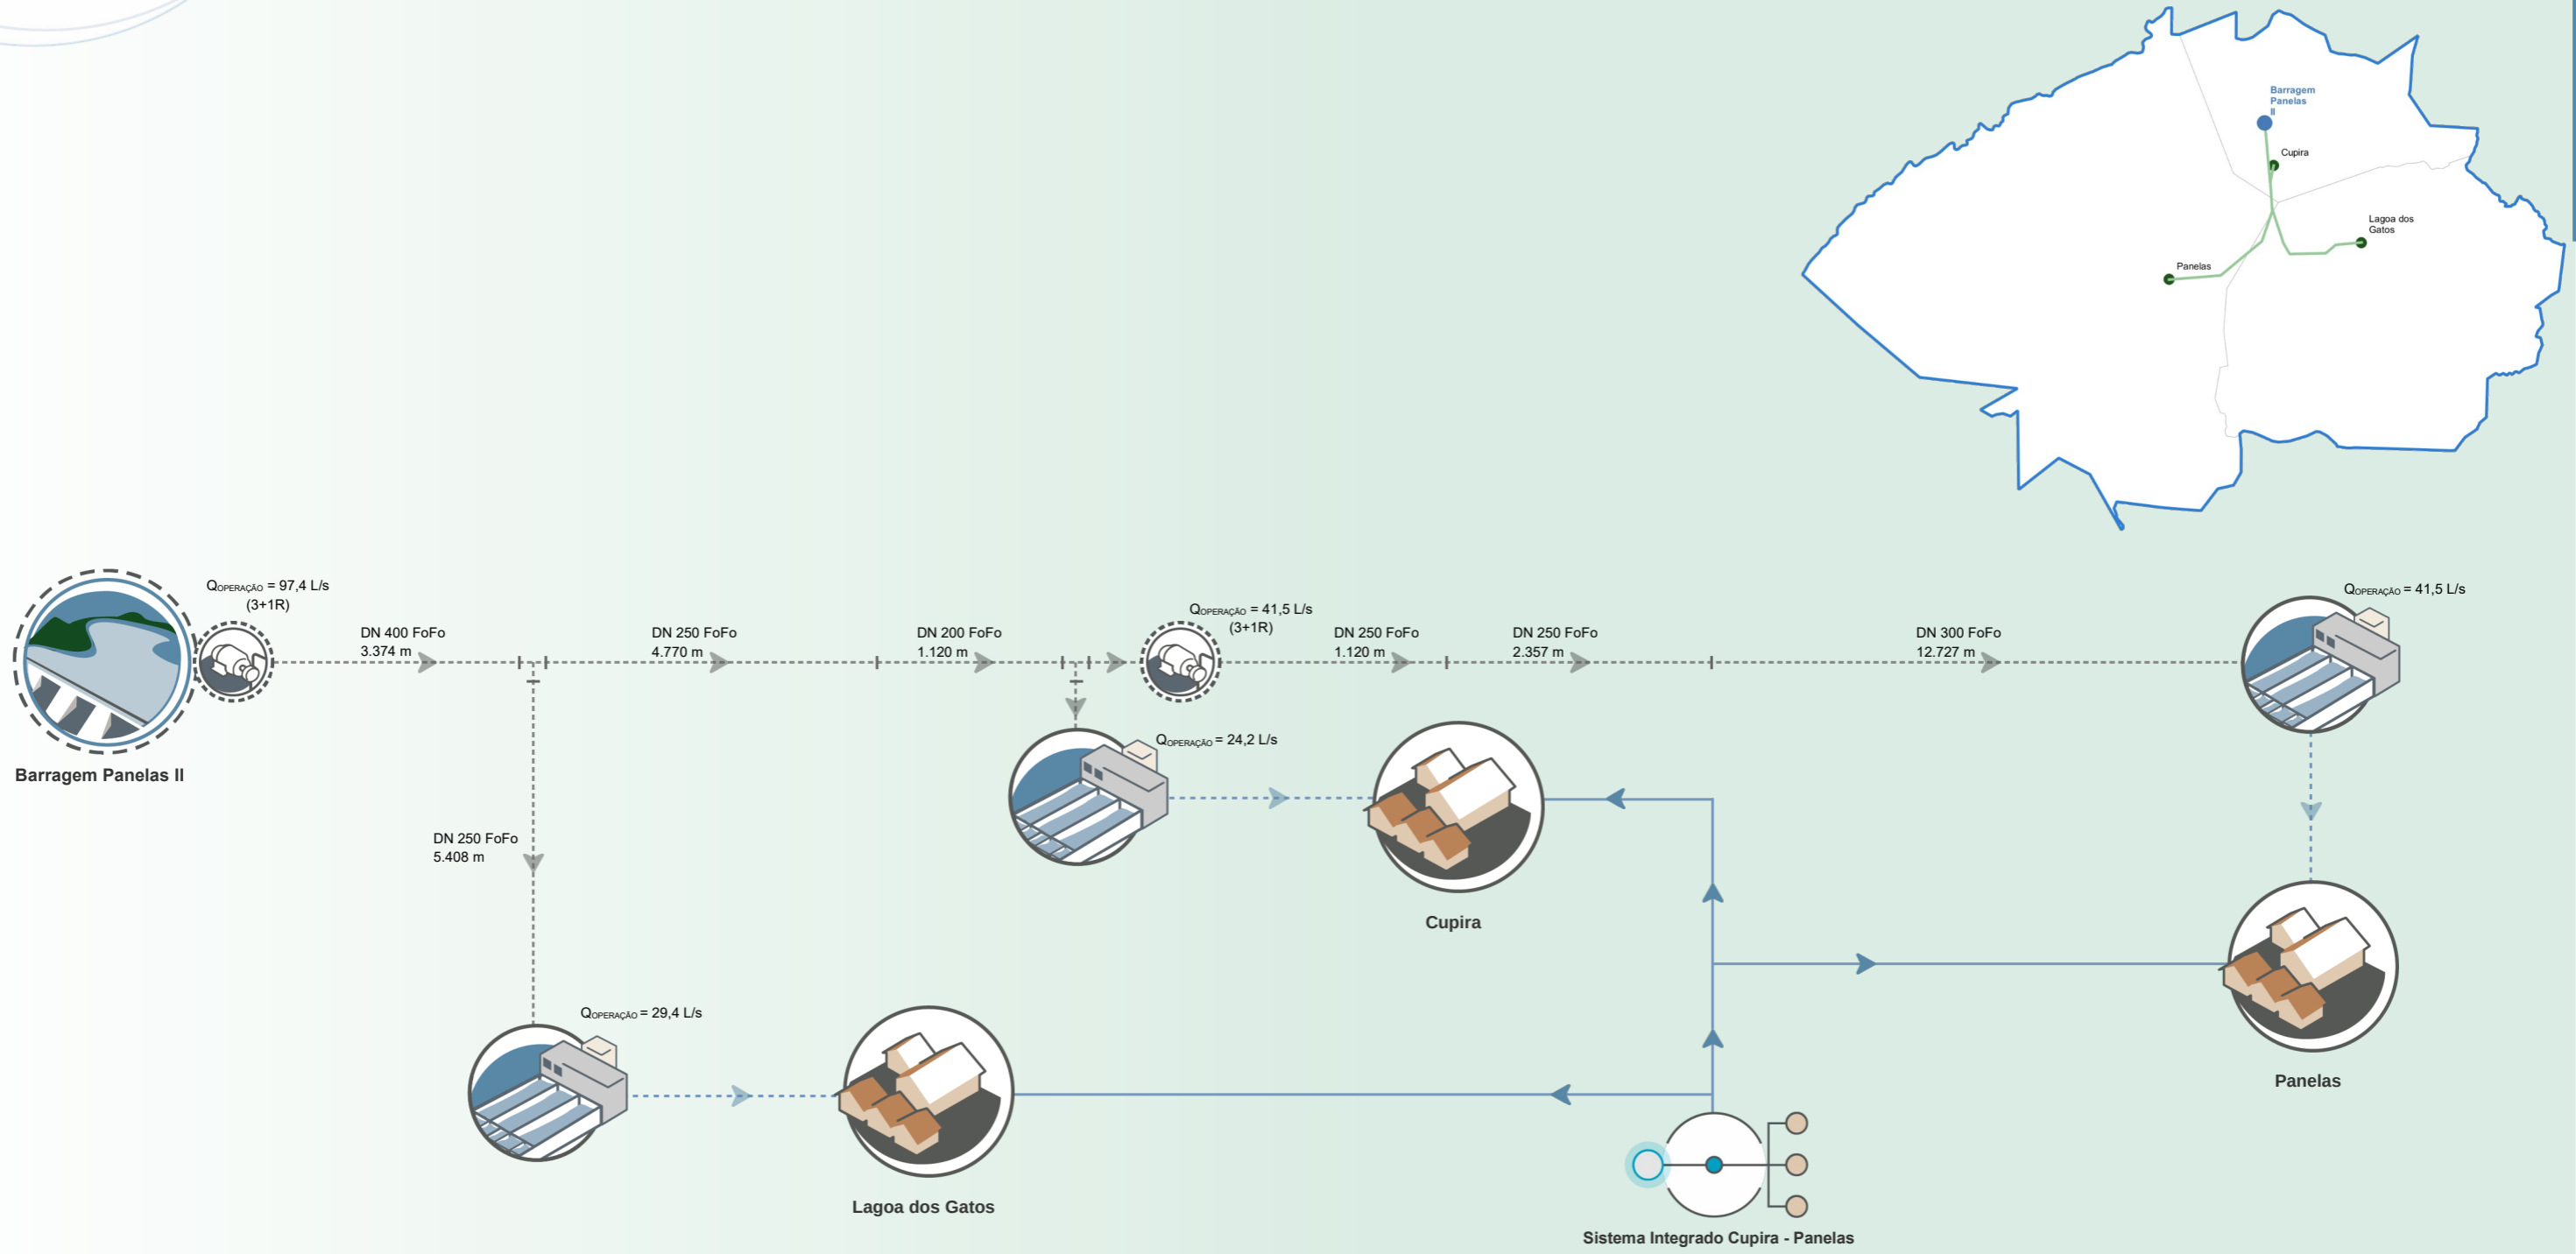 Barragem
Panelas
II
Cupira
Lagoa dos
Gatos
Panelas
QOPERAÇÃO = 97,4 L/s
(3+1R)
DN 400 FoFo
3.374 m
DN 250 FoFo
4.770 m
DN 200 FoFo
1.120 m
QOPERAÇÃO = 41,5 L/s
(3+1R)
DN 250 FoFo
1.120 m
DN 250 FoFo
2.357 m
DN 300 FoFo
12.727 m
QOPERAÇÃO = 41,5 L/s
Barragem Panelas II
QOPERAÇÃO = 24,2 L/s
DN 250 FoFo
5.408 m
Cupira
QOPERAÇÃO = 29,4 L/s
Panelas
Lagoa dos Gatos
Sistema Integrado Cupira - Panelas